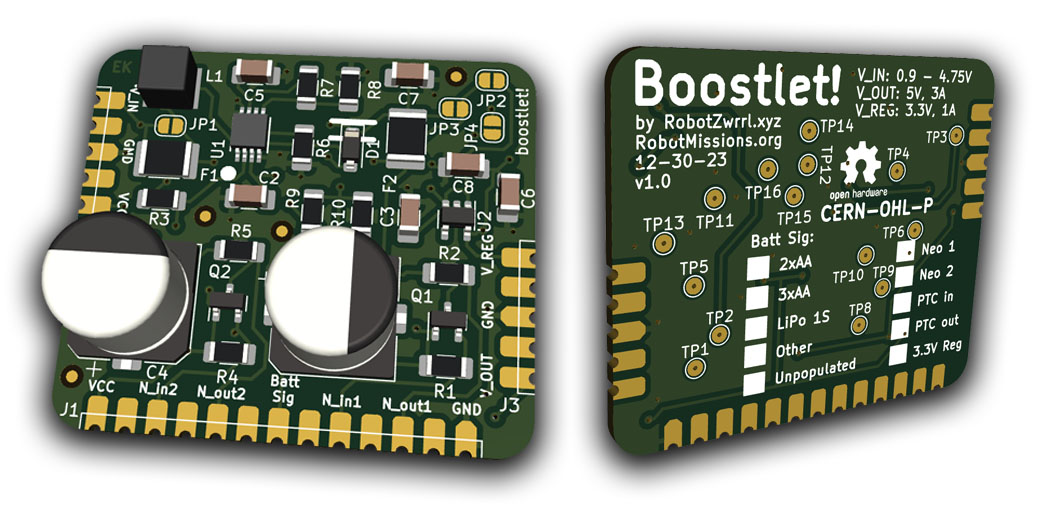 EK
L1
C5
R7
R8
C7
JP2
V_IN
JP1
JP3
JP4
boostlet!
GND
U1
R6
D1
F1
C2
F2
C8
C6
VCC
R3
R9
R10
C3
J2
R5
V_REG
Q2
R2
Q1
GND
C4
R4
R1
V_OUT
+
VCC
N_in2
N_out2
Batt
Sig
N_in1
N_out1
GND
J1
J3
Boostlet!
by RobotZwrrl.xyz
RobotMissions.org
12-30-23
v1.0
V_IN: 0.9 - 4.75V
V_OUT: 5V, 3A
V_REG: 3.3V, 1A
TP14
TP3
TP12
TP4
TP16
open hardware
CERN-OHL-P
TP13
TP11
TP15
TP6
Batt Sig:
2xAA
3xAA
LiPo 1S
Other
Unpopulated
TP5
TP10
TP9
TP2
TP8
TP1
Neo 1
Neo 2
PTC in
PTC out
3.3V Reg